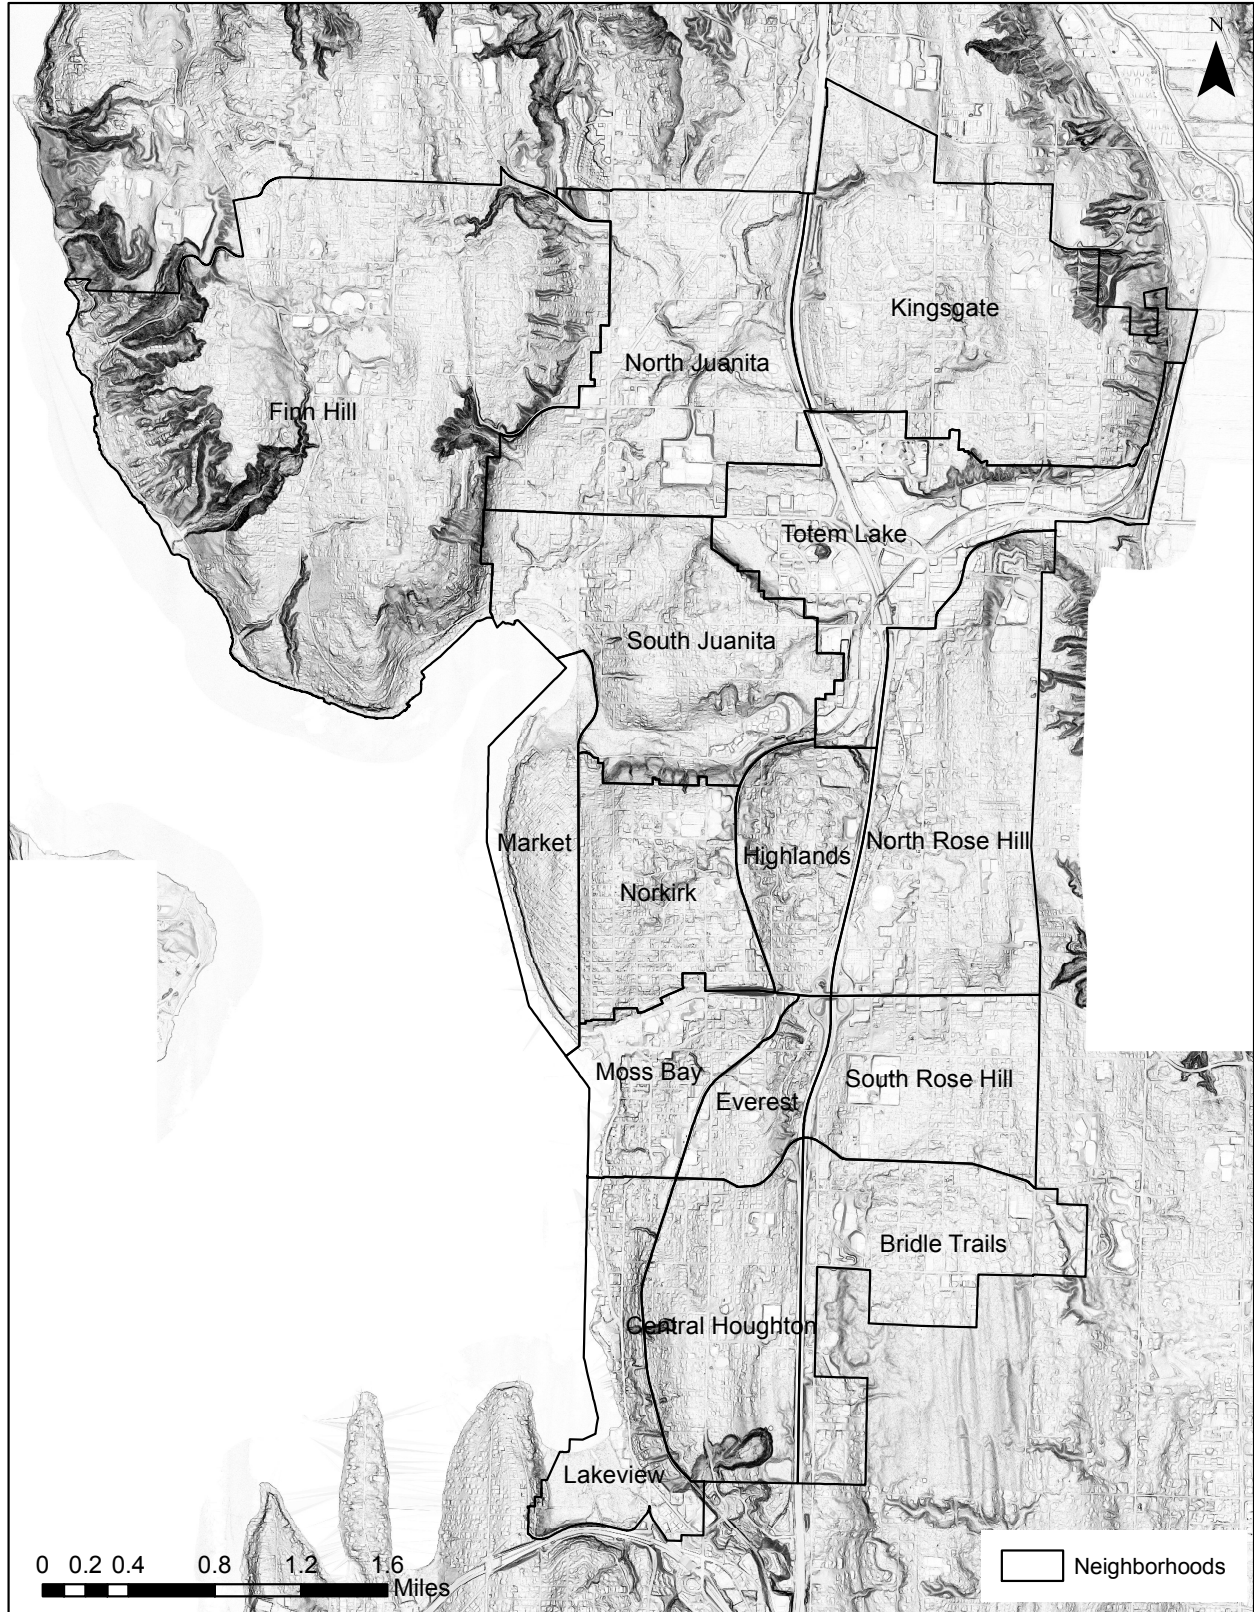 N
Kingsgate
North Juanita
Finn Hill
Totem Lake
South Juanita
Market
North Rose Hill
Highlands
Norkirk
Moss Bay
South Rose Hill
Everest
Bridle Trails
Central Houghton
Lakeview
0 0.2 0.4 0.8 1.2 1.6
Miles
Neighborhoods